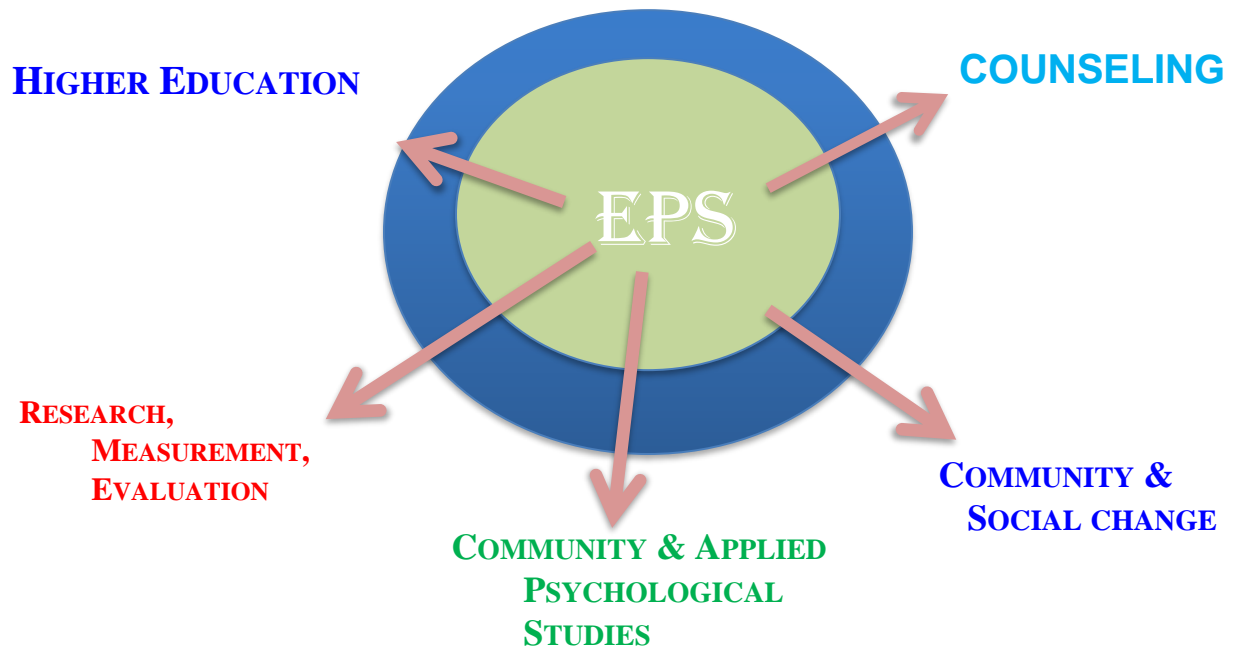 HIGHER EDUCATION
COUNSELING
EPS
RESEARCH,
MEASUREMENT,
EVALUATION
COMMUNITY &
SOCIAL CHANGE
COMMUNITY & APPLIED
PSYCHOLOGICAL
STUDIES